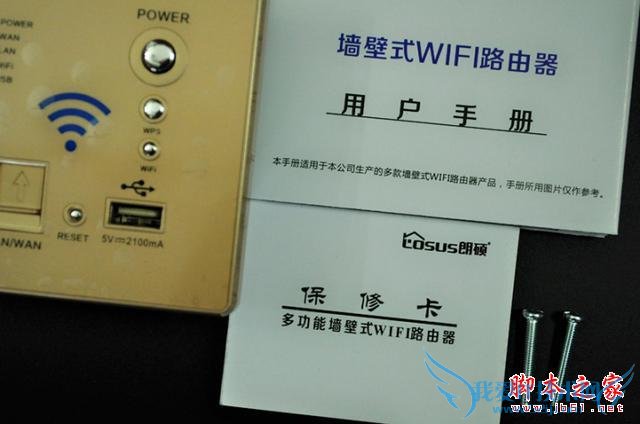 POWER
POWER
WAN
LAN
WiFi
USB
WPS
WiFi
RESET
5V⎓2100mA
LAN/WAN
墙壁式WIFI路由器
用户手册
本手册适用于本公司生产的多款墙壁式WIFI路由器产品，手册所用图片仅作参考。
Losus朗硕®
保修卡
多功能墙壁式WIFI路由器
脚本之家
www.jb51.net